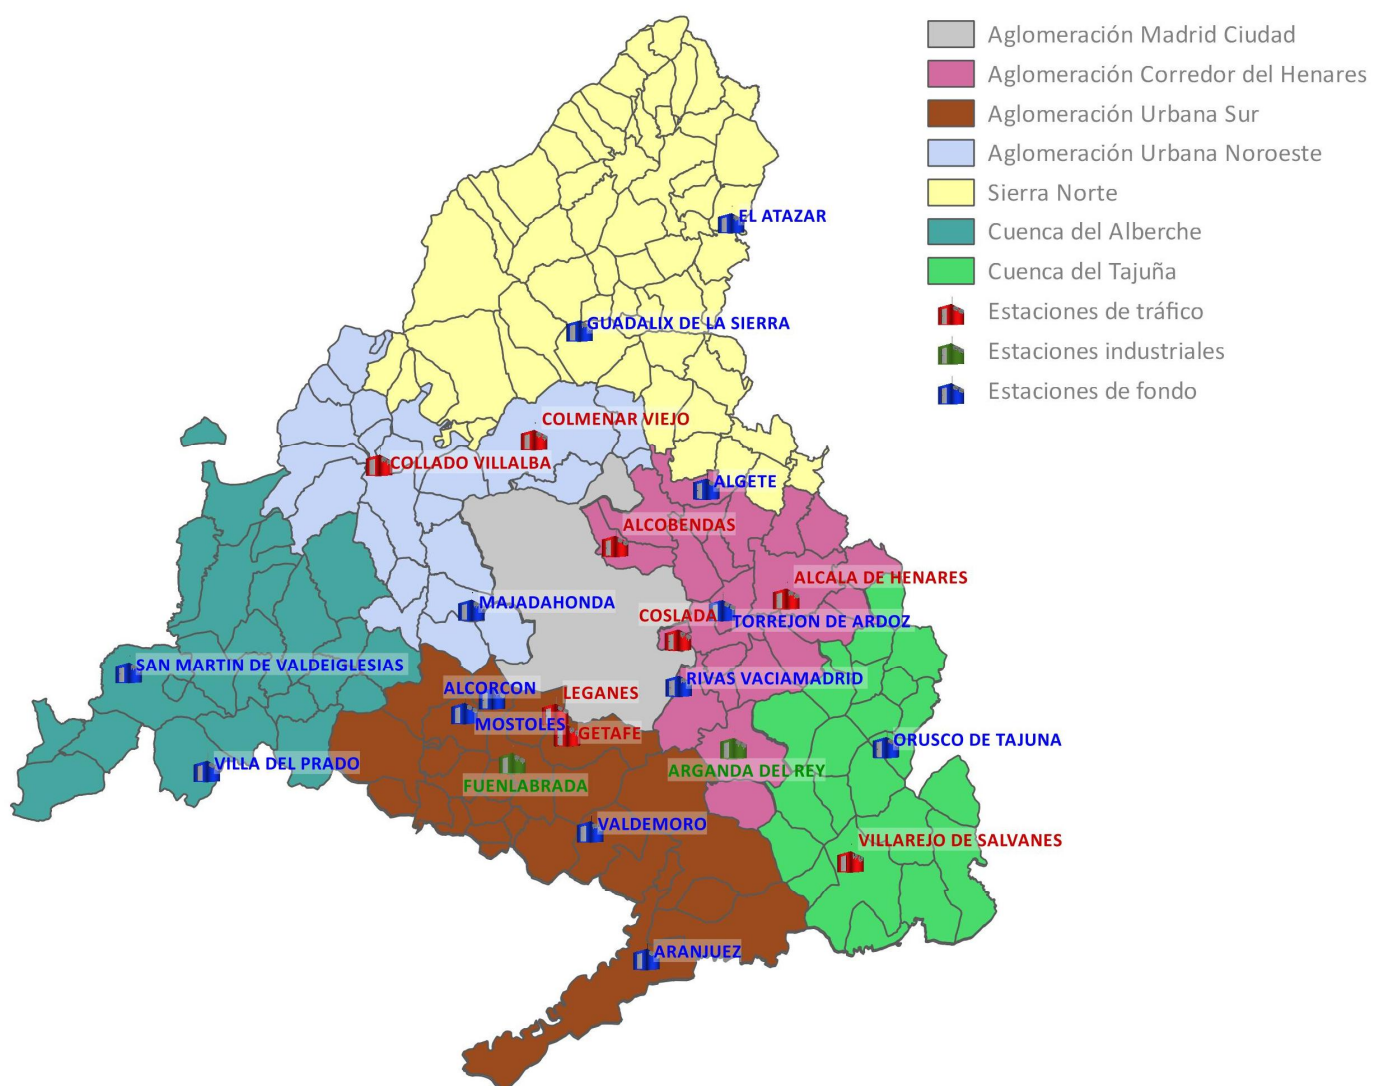 Aglomeración Madrid Ciudad
Aglomeración Corredor del Henares
Aglomeración Urbana Sur
Aglomeración Urbana Noroeste
Sierra Norte
Cuenca del Alberche
Cuenca del Tajuña
Estaciones de tráfico
Estaciones industriales
Estaciones de fondo
EL ATAZAR
GUADALIX DE LA SIERRA
COLMENAR VIEJO
COLLADO VILLALBA
ALGETE
ALCOBENDAS
ALCALA DE HENARES
MAJADAHONDA
COSLADA
TORREJON DE ARDOZ
SAN MARTIN DE VALDEIGLESIAS
RIVAS VACIAMADRID
ALCORCON
LEGANES
MOSTOLES
GETAFE
ORUSCO DE TAJUNA
VILLA DEL PRADO
ARGANDA DEL REY
FUENLABRADA
VALDEMORO
VILLAREJO DE SALVANES
ARANJUEZ